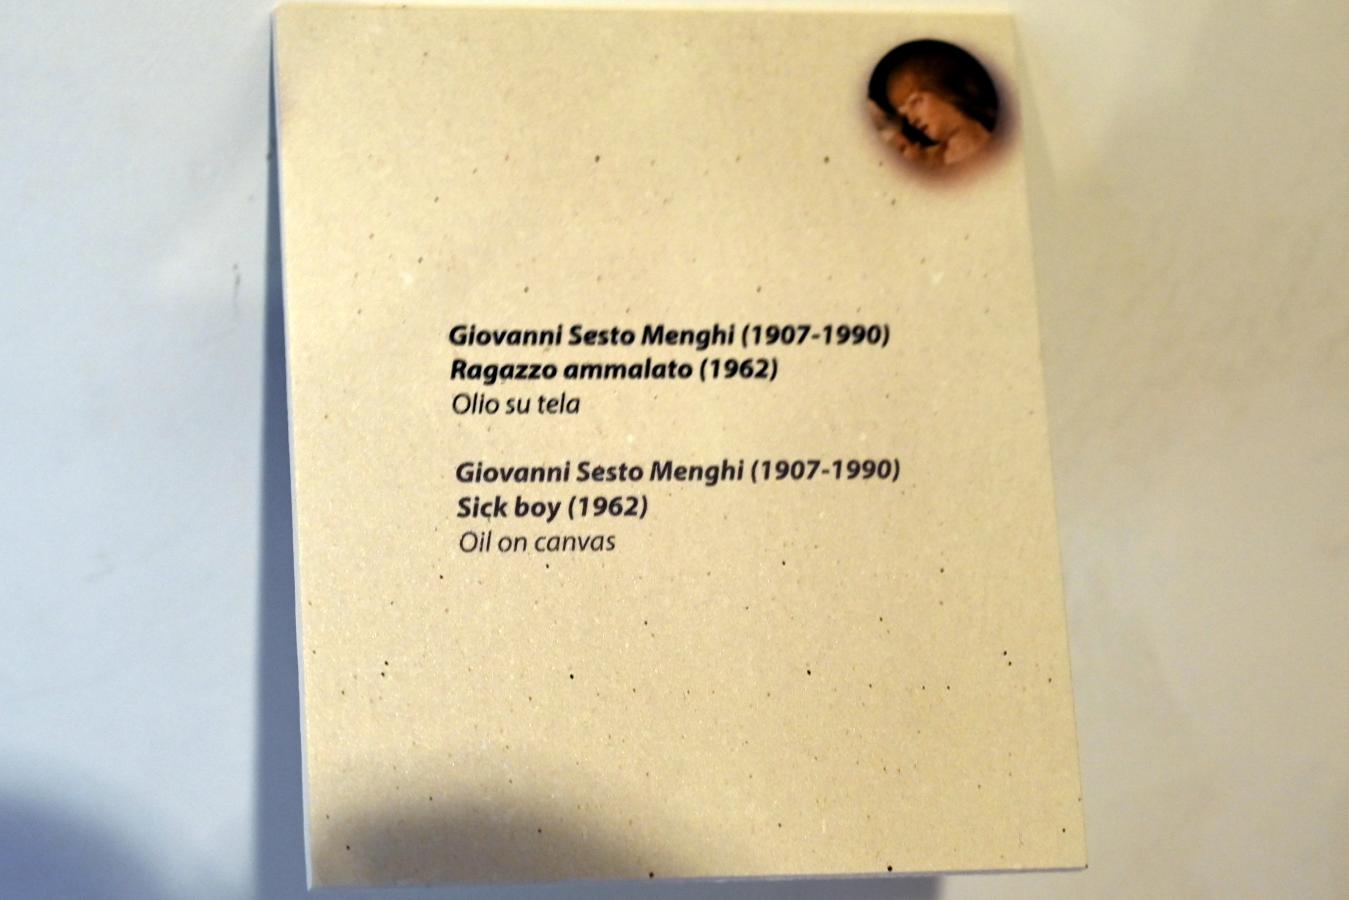 Giovanni Sesto Menghi (1907-1990)
Ragazzo ammalato (1962)
Olio su tela
Giovanni Sesto Menghi (1907-1990)
Sick boy (1962)
Oil on canvas